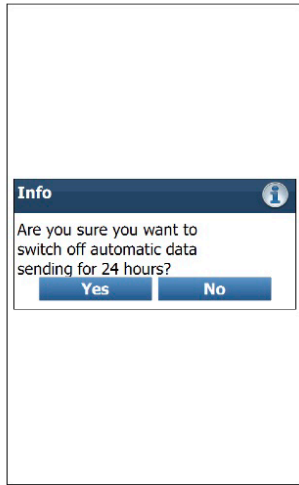 Info
Are you sure you want to
switch off automatic data
sending for 24 hours?
Yes No